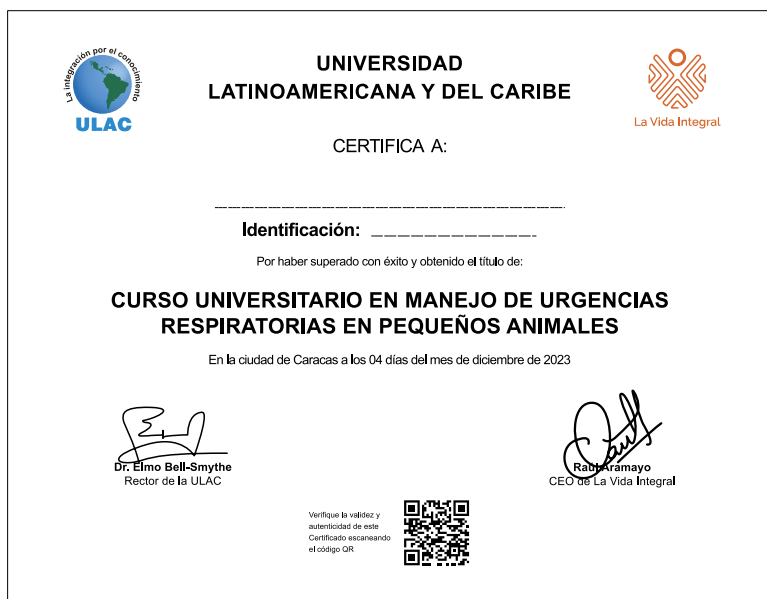 La integración por el conocimiento
ULAC
UNIVERSIDAD
LATINOAMERICANA Y DEL CARIBE
La Vida Integral
CERTIFICA A:
Identificación:
Por haber superado con éxito y obtenido el título de:
CURSO UNIVERSITARIO EN MANEJO DE URGENCIAS
RESPIRATORIAS EN PEQUEÑOS ANIMALES
En la ciudad de Caracas a los 04 días del mes de diciembre de 2023
Dr. Elmo Bell-Smythe
Rector de la ULAC
Raúl Aramayo
CEO de La Vida Integral
Verifique la validez y
autenticidad de este
Certificado escaneando
el código QR